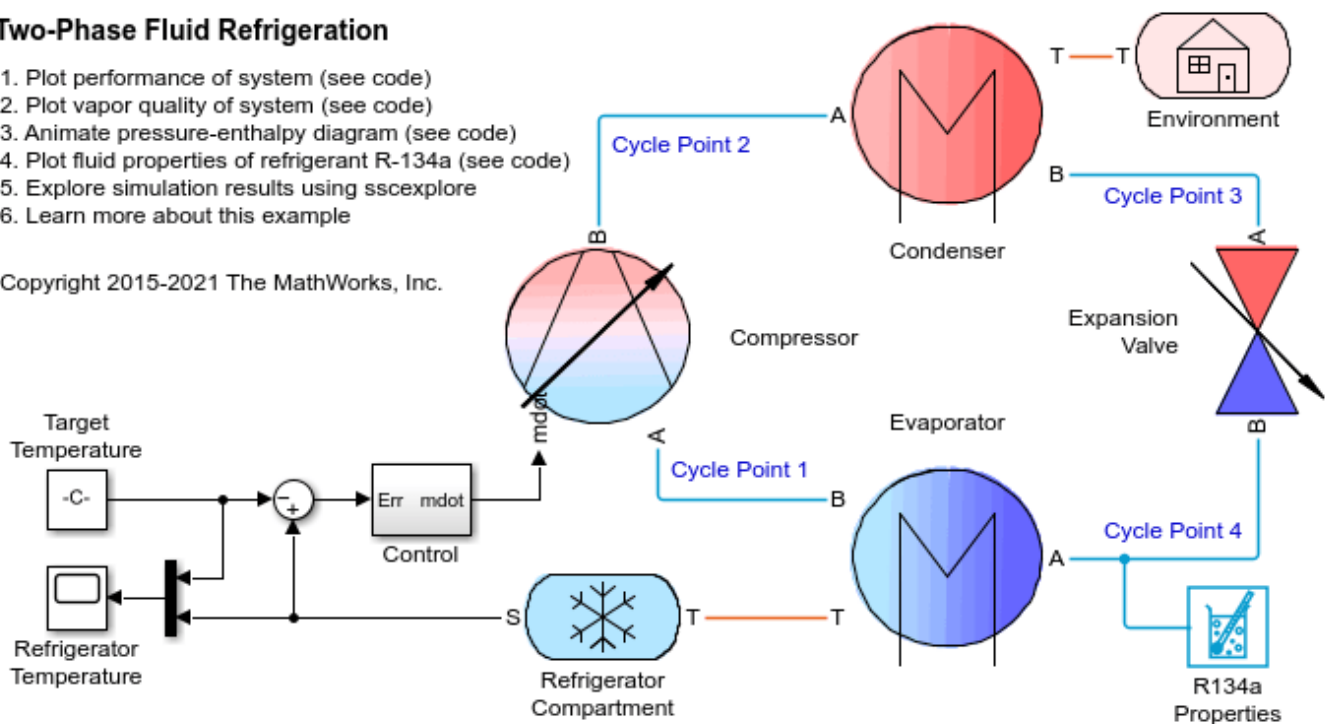 Two-Phase Fluid Refrigeration
1. Plot performance of system (see code)
2. Plot vapor quality of system (see code)
3. Animate pressure-enthalpy diagram (see code)
4. Plot fluid properties of refrigerant R-134a (see code)
5. Explore simulation results using sscexplore
6. Learn more about this example
Copyright 2015-2021 The MathWorks, Inc.
T
T
Environment
A
Cycle Point 2
B
Cycle Point 3
B
A
Condenser
Compressor
Expansion
Valve
mdot
A
B
Evaporator
Cycle Point 1
B
Cycle Point 4
A
Target
Temperature
-C-
−
+
Err mdot
Control
S
T
T
Refrigerator
Temperature
Refrigerator
Compartment
R134a
Properties